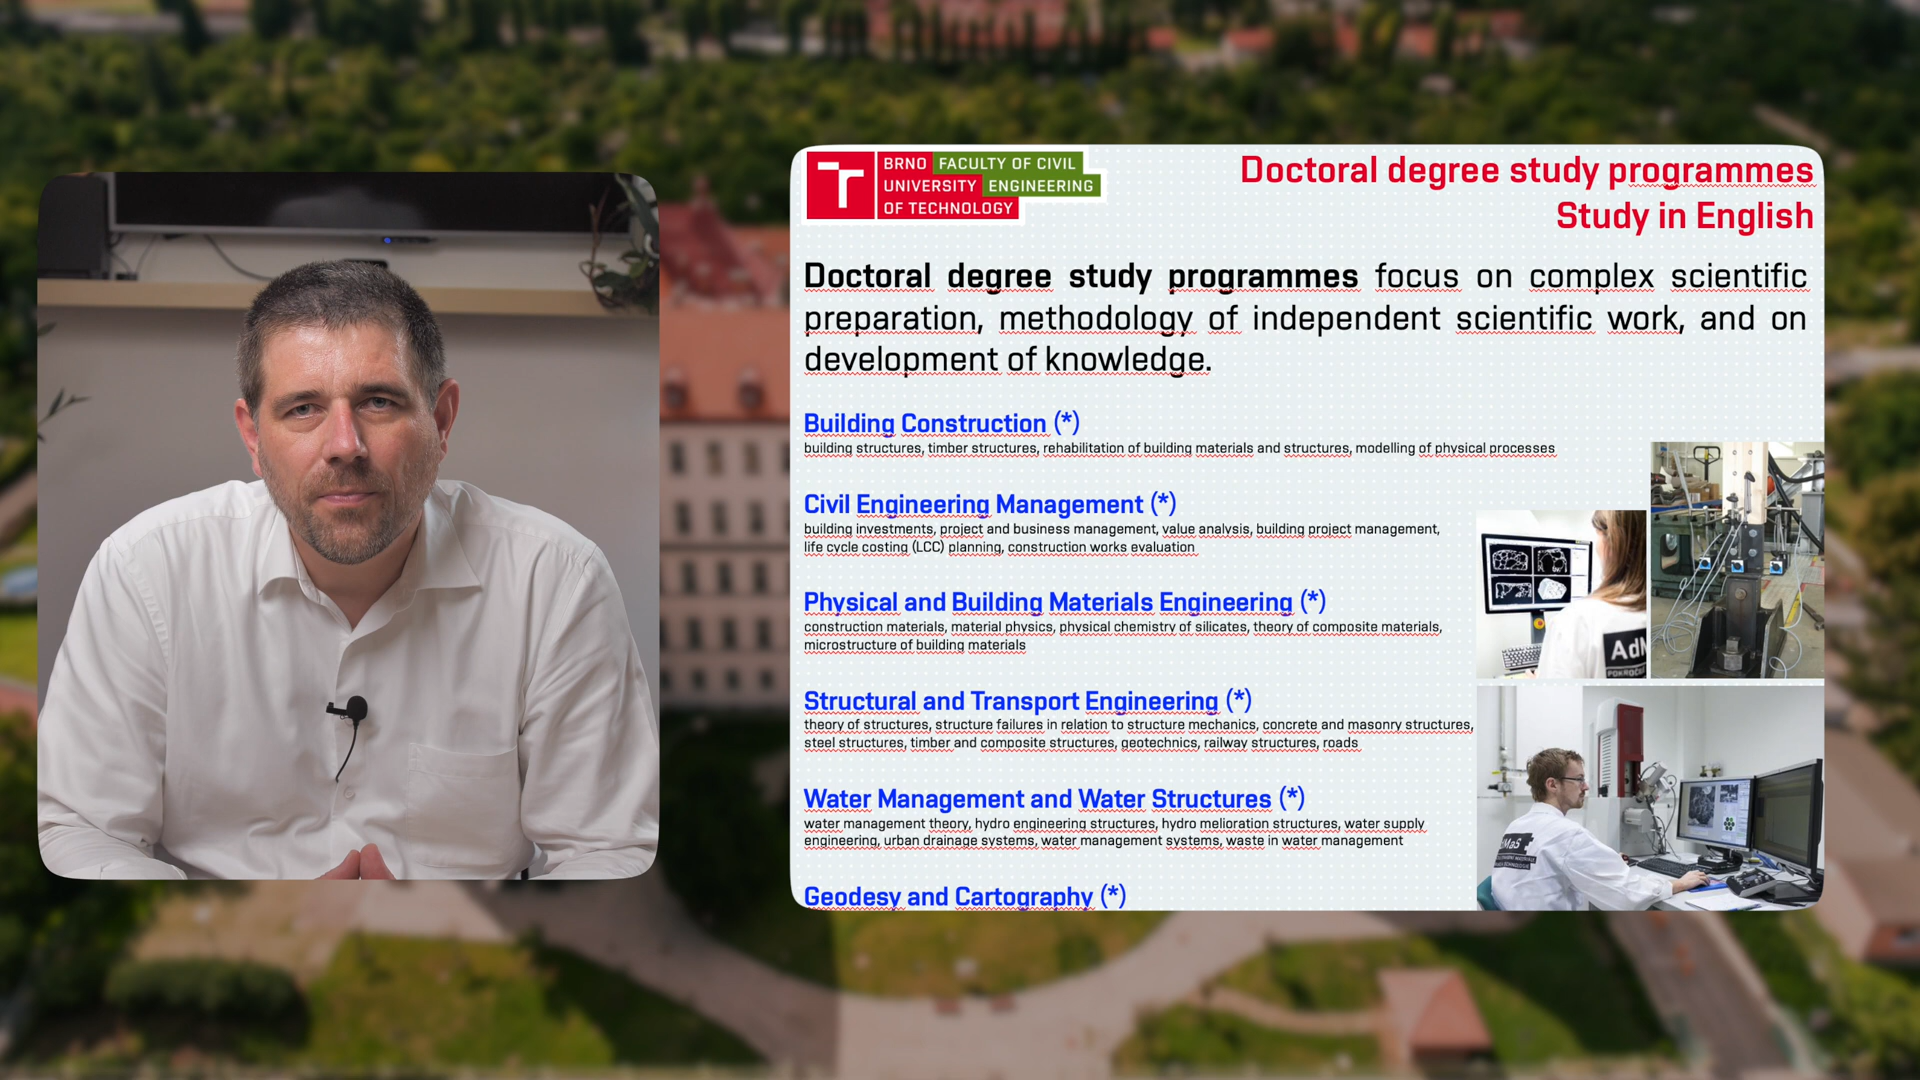 BRNO FACULTY OF CIVIL
UNIVERSITY ENGINEERING
OF TECHNOLOGY
Doctoral degree study programmes
Study in English
Doctoral degree study programmes focus on complex scientific
preparation, methodology of independent scientific work, and on
development of knowledge.
Building Construction (*)
building structures, timber structures, rehabilitation of building materials and structures, modelling of physical processes
Civil Engineering Management (*)
building investments, project and business management, value analysis, building project management,
life cycle costing (LCC) planning, construction works evaluation
Physical and Building Materials Engineering (*)
construction materials, material physics, physical chemistry of silicates, theory of composite materials,
microstructure of building materials
Structural and Transport Engineering (*)
theory of structures, structure failures in relation to structure mechanics, concrete and masonry structures,
steel structures, timber and composite structures, geotechnics, railway structures, roads
Water Management and Water Structures (*)
water management theory, hydro engineering structures, hydro melioration structures, water supply
engineering, urban drainage systems, water management systems, waste in water management
Geodesy and Cartography (*)
AdM
AdMaS